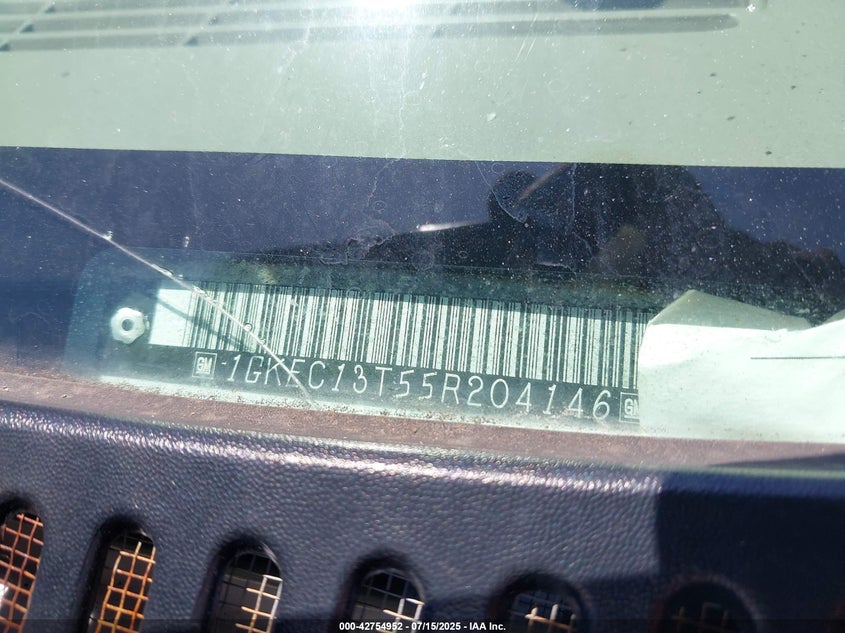 GM -1GKEC13T55R204146 GM
000-42754952 - 07/15/2025 - IAA Inc.